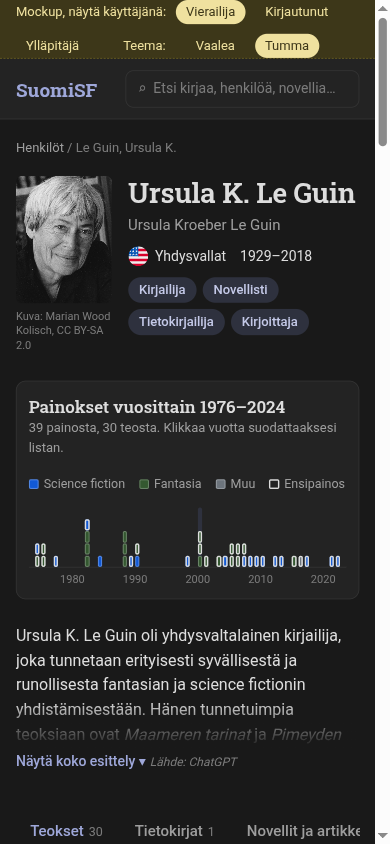 Mockup, näytä käyttäjänä: Vierailija Kirjautunut
Ylläpitäjä Teema: Vaalea Tumma
SuomiSF Etsi kirjaa, henkilöä, novellia…
Henkilöt / Le Guin, Ursula K.
Ursula K. Le Guin
Ursula Kroeber Le Guin
Yhdysvallat 1929–2018
Kirjailija Novellisti
Tietokirjailija Kirjoittaja
Kuva: Marian Wood
Kolisch, CC BY-SA
2.0
Painokset vuosittain 1976–2024
39 painosta, 30 teosta. Klikkaa vuotta suodattaaksesi
listan.
Science fiction Fantasia Muu Ensipainos
1980 1990 2000 2010 2020
Ursula K. Le Guin oli yhdysvaltalainen kirjailija,
joka tunnetaan erityisesti syvällisestä ja
runollisesta fantasian ja science fictionin
yhdistämisestään. Hänen tunnetuimpia
teoksiaan ovat Maameren tarinat ja Pimeyden
Näytä koko esittely ▾ Lähde: ChatGPT
Teokset 30 Tietokirjat 1 Novellit ja artikke